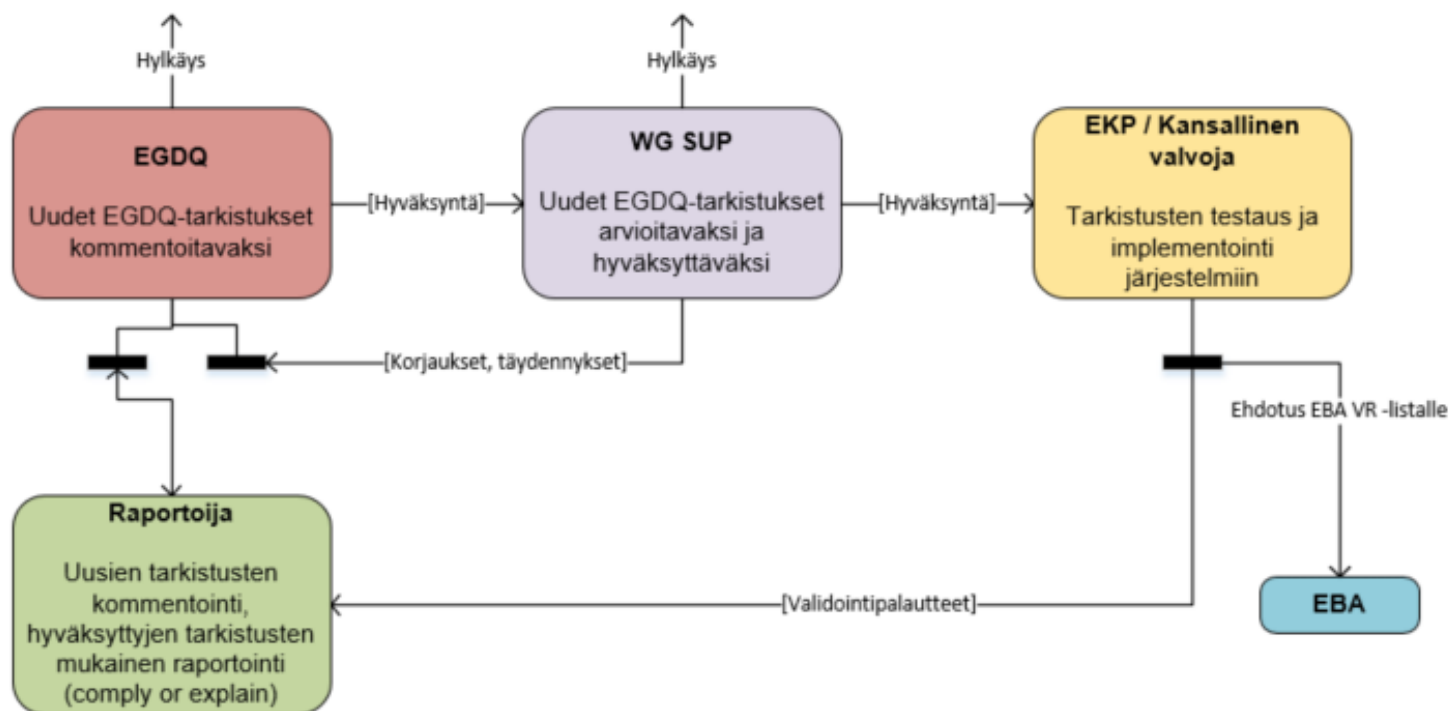 Hylkäys
Hylkäys
EGDQ
Uudet EGDQ-tarkistukset
kommentoitavaksi
[Hyväksyntä]
WG SUP
Uudet EGDQ-tarkistukset
arvioitavaksi ja
hyväksyttäväksi
[Hyväksyntä]
EKP / Kansallinen
valvoja
Tarkistusten testaus ja
implementointi
järjestelmiin
[Korjaukset, täydennykset]
Ehdotus EBA VR -listalle
Raportoija
Uusien tarkistusten
kommentointi,
hyväksyttyjen tarkistusten
mukainen raportointi
(comply or explain)
[Validointipalautteet]
EBA